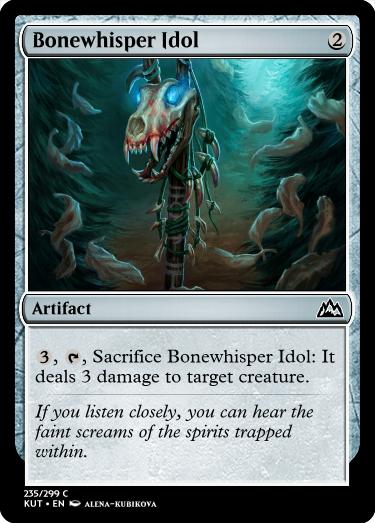 Bonewhisper Idol 2
Artifact
3, , Sacrifice Bonewhisper Idol: It
deals 3 damage to target creature.
If you listen closely, you can hear the
faint screams of the spirits trapped
within.
235/299 C
KUT • EN ALENA-KUBIKOVA